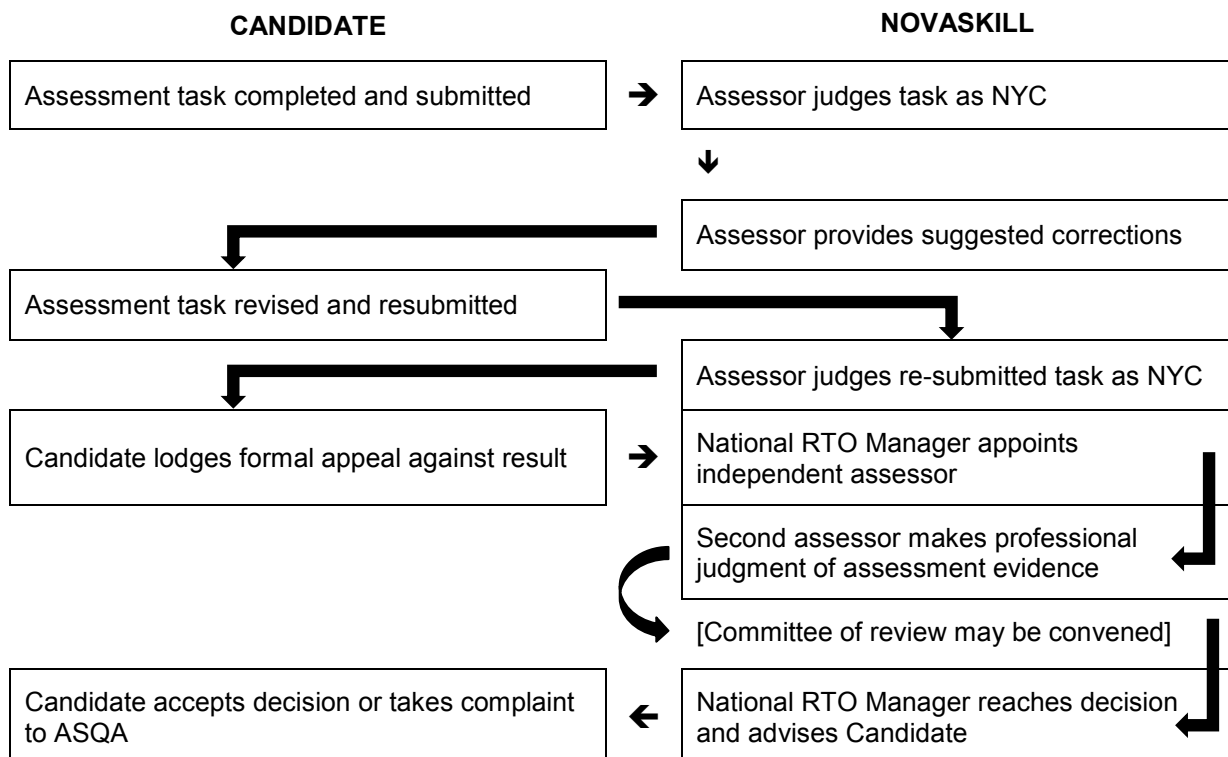 CANDIDATE
NOVASKILL
Assessment task completed and submitted
Assessor judges task as NYC
Assessor provides suggested corrections
Assessment task revised and resubmitted
Assessor judges re-submitted task as NYC
Candidate lodges formal appeal against result
National RTO Manager appoints
independent assessor
Second assessor makes professional
judgment of assessment evidence
[Committee of review may be convened]
National RTO Manager reaches decision
and advises Candidate
Candidate accepts decision or takes complaint
to ASQA